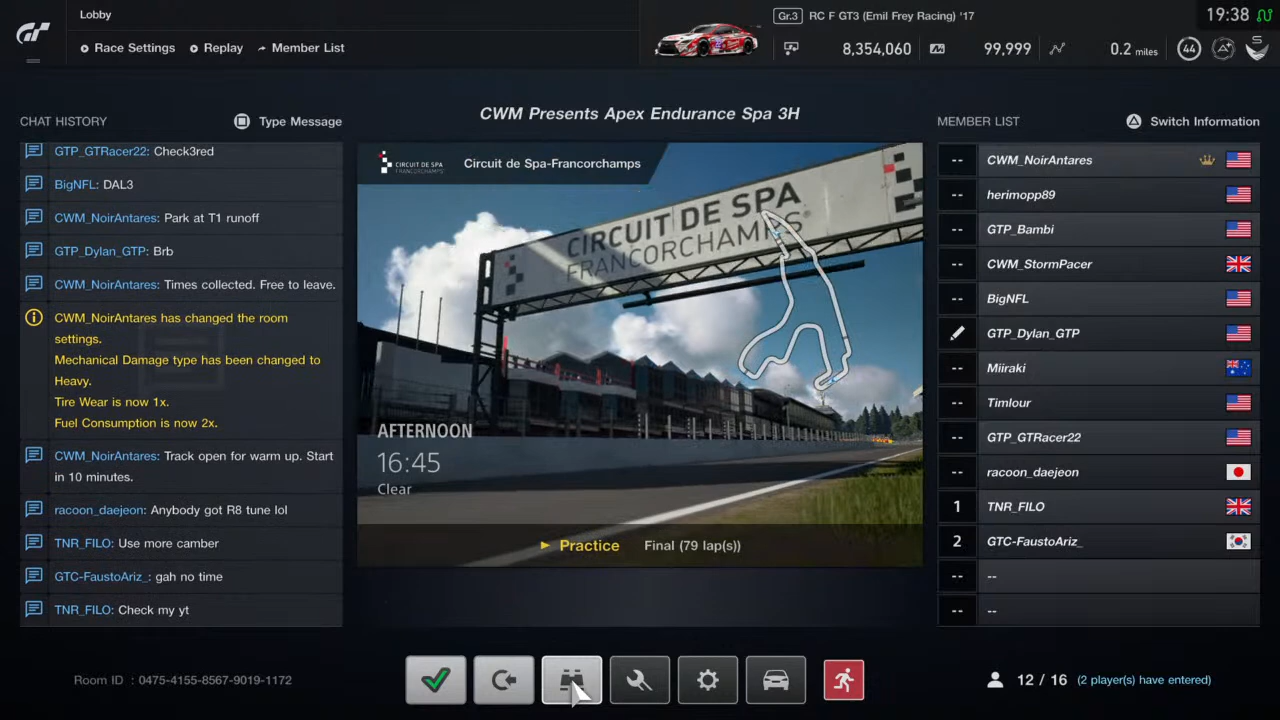 Lobby
Race Settings
Replay
Member List
Gr.3
RC F GT3 (Emil Frey Racing) '17
19:38
8,354,060
99,999
0.2 miles
44
S
CHAT HISTORY
Type Message
GTP_GTRacer22: Check3red
BigNFL: DAL3
CWM_NoirAntares: Park at T1 runoff
GTP_Dylan_GTP: Brb
CWM_NoirAntares: Times collected. Free to leave.
CWM_NoirAntares has changed the room
settings.
Mechanical Damage type has been changed to
Heavy.
Tire Wear is now 1x.
Fuel Consumption is now 2x.
CWM_NoirAntares: Track open for warm up. Start
in 10 minutes.
racoon_daejeon: Anybody got R8 tune lol
TNR_FILO: Use more camber
GTC-FaustoAriz_: gah no time
TNR_FILO: Check my yt
CWM Presents Apex Endurance Spa 3H
CIRCUIT DE SPA
FRANCORCHAMPS
Circuit de Spa-Francorchamps
CIRCUIT DE SPA
FRANCORCHAMPS
AFTERNOON
16:45
Clear
Practice
Final (79 lap(s))
MEMBER LIST
Switch Information
-- CWM_NoirAntares
-- herimopp89
-- GTP_Bambi
-- CWM_StormPacer
-- BigNFL
GTP_Dylan_GTP
-- Miiraki
-- Timlour
-- GTP_GTRacer22
-- racoon_daejeon
1 TNR_FILO
2 GTC-FaustoAriz_
-- --
-- --
Room ID : 0475-4155-8567-9019-1172
12 / 16 (2 player(s) have entered)